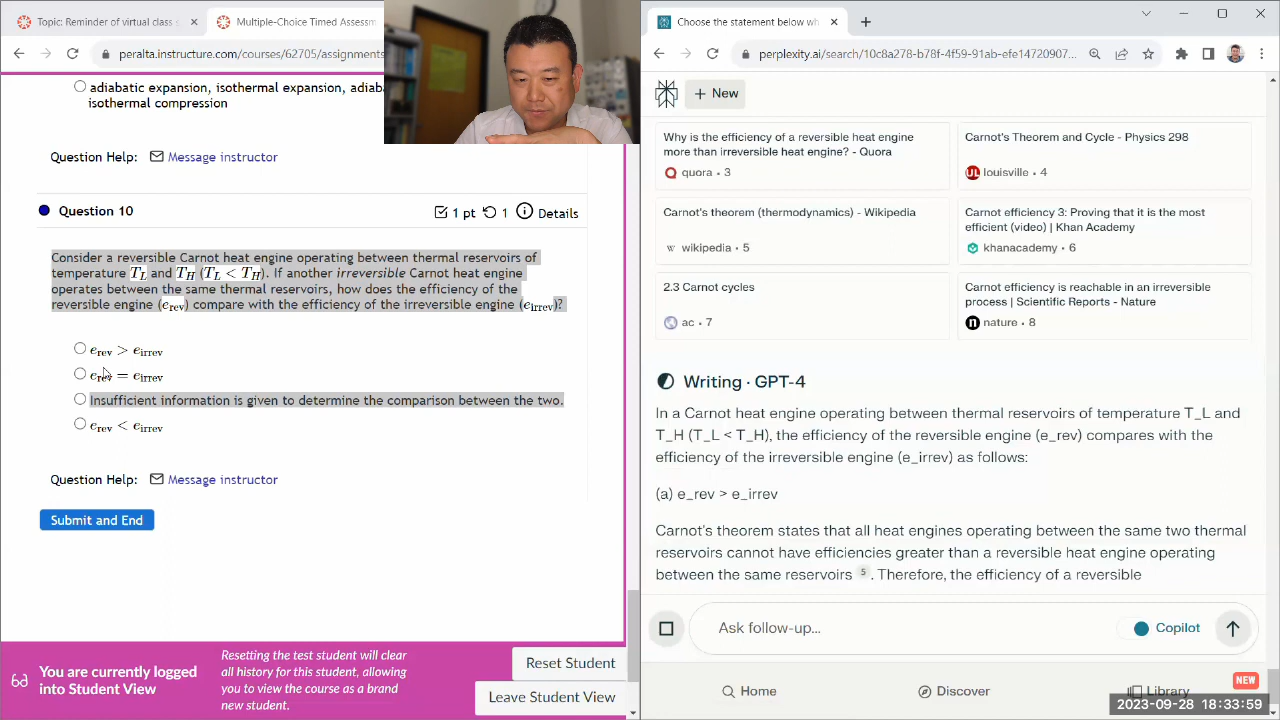 Topic: Reminder of virtual class s
Multiple-Choice Timed Assessm
peralta.instructure.com/courses/62705/assignments
adiabatic expansion, isothermal expansion, adiaba
isothermal compression
Question Help: Message instructor
Question 10
1 pt 1 Details
Consider a reversible Carnot heat engine operating between thermal reservoirs of
temperature T_L and T_H (T_L < T_H). If another irreversible Carnot heat engine
operates between the same thermal reservoirs, how does the efficiency of the
reversible engine (e_rev) compare with the efficiency of the irreversible engine (e_irrev)?
e_rev > e_irrev
e_rev = e_irrev
Insufficient information is given to determine the comparison between the two.
e_rev < e_irrev
Question Help: Message instructor
Submit and End
You are currently logged
into Student View
Resetting the test student will clear
all history for this student, allowing
you to view the course as a brand
new student.
Reset Student
Leave Student View
Choose the statement below wh
perplexity.ai/search/10c8a278-b78f-4f59-91ab-efe14720907...
New
Why is the efficiency of a reversible heat engine
more than irreversible heat engine? - Quora
quora • 3
Carnot's Theorem and Cycle - Physics 298
UL louisville • 4
Carnot's theorem (thermodynamics) - Wikipedia
W wikipedia • 5
Carnot efficiency 3: Proving that it is the most
efficient (video) | Khan Academy
khanacademy • 6
2.3 Carnot cycles
ac • 7
Carnot efficiency is reachable in an irreversible
process | Scientific Reports - Nature
n nature • 8
Writing · GPT-4
In a Carnot heat engine operating between thermal reservoirs of temperature T_L and
T_H (T_L < T_H), the efficiency of the reversible engine (e_rev) compares with the
efficiency of the irreversible engine (e_irrev) as follows:
(a) e_rev > e_irrev
Carnot's theorem states that all heat engines operating between the same two thermal
reservoirs cannot have efficiencies greater than a reversible heat engine operating
between the same reservoirs 5. Therefore, the efficiency of a reversible
Ask follow-up...
Copilot
Home
Discover
Library
NEW
2023-09-28 18:33:59